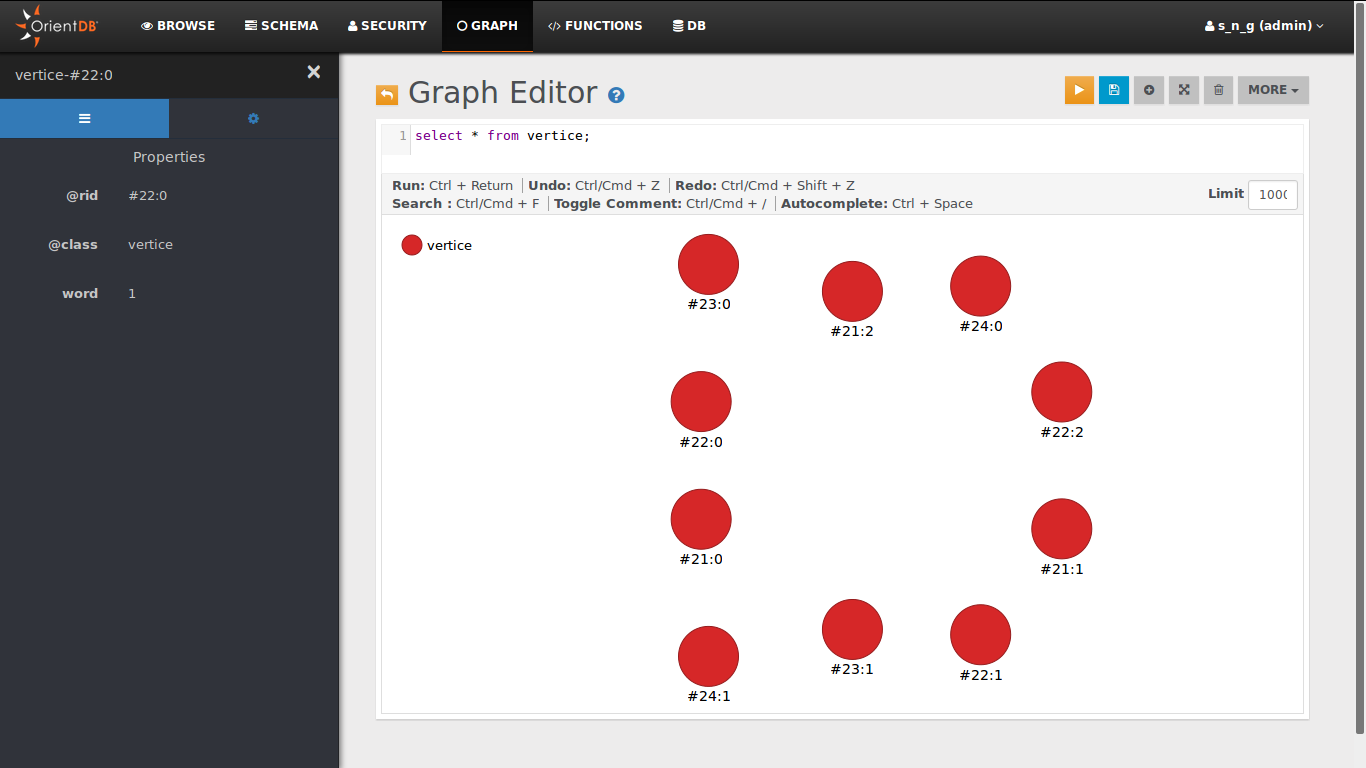 OrientDB BROWSE SCHEMA SECURITY GRAPH </> FUNCTIONS DB s_n_g (admin)
vertice-#22:0 ×
Properties
@rid #22:0
@class vertice
word 1
Graph Editor ?
MORE
1 select * from vertice;
Run: Ctrl + Return Undo: Ctrl/Cmd + Z Redo: Ctrl/Cmd + Shift + Z
Search : Ctrl/Cmd + F Toggle Comment: Ctrl/Cmd + / Autocomplete: Ctrl + Space
Limit
vertice
#23:0
#21:2
#24:0
#22:0
#22:2
#21:0
#21:1
#24:1
#23:1
#22:1